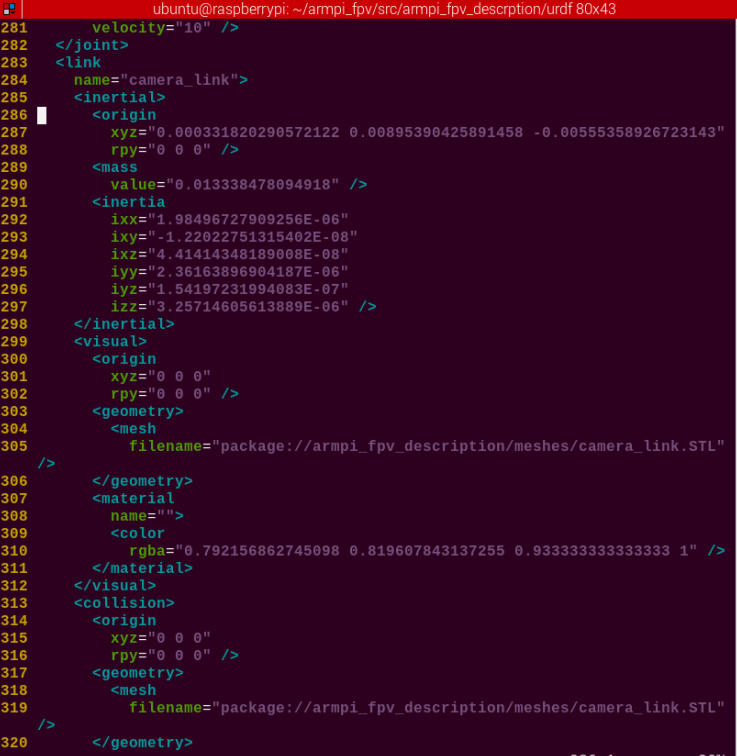 ubuntu@raspberrypi: ~/armpi_fpv/src/armpi_fpv_descrption/urdf 80x43
281       velocity="10" />
282   </joint>
283   <link
284     name="camera_link">
285     <inertial>
286       <origin
287         xyz="0.000331820290572122 0.00895390425891458 -0.00555358926723143"
288         rpy="0 0 0" />
289       <mass
290         value="0.013338478094918" />
291       <inertia
292         ixx="1.98496727909256E-06"
293         ixy="-1.22022751315402E-08"
294         ixz="4.41414348189008E-08"
295         iyy="2.36163896904187E-06"
296         iyz="1.54197231994083E-07"
297         izz="3.25714605613889E-06" />
298     </inertial>
299     <visual>
300       <origin
301         xyz="0 0 0"
302         rpy="0 0 0" />
303       <geometry>
304         <mesh
305           filename="package://armpi_fpv_description/meshes/camera_link.STL"
/>
306       </geometry>
307       <material
308         name="">
309         <color
310           rgba="0.792156862745098 0.819607843137255 0.933333333333333 1" />
311       </material>
312     </visual>
313     <collision>
314       <origin
315         xyz="0 0 0"
316         rpy="0 0 0" />
317       <geometry>
318         <mesh
319           filename="package://armpi_fpv_description/meshes/camera_link.STL"
/>
320       </geometry>